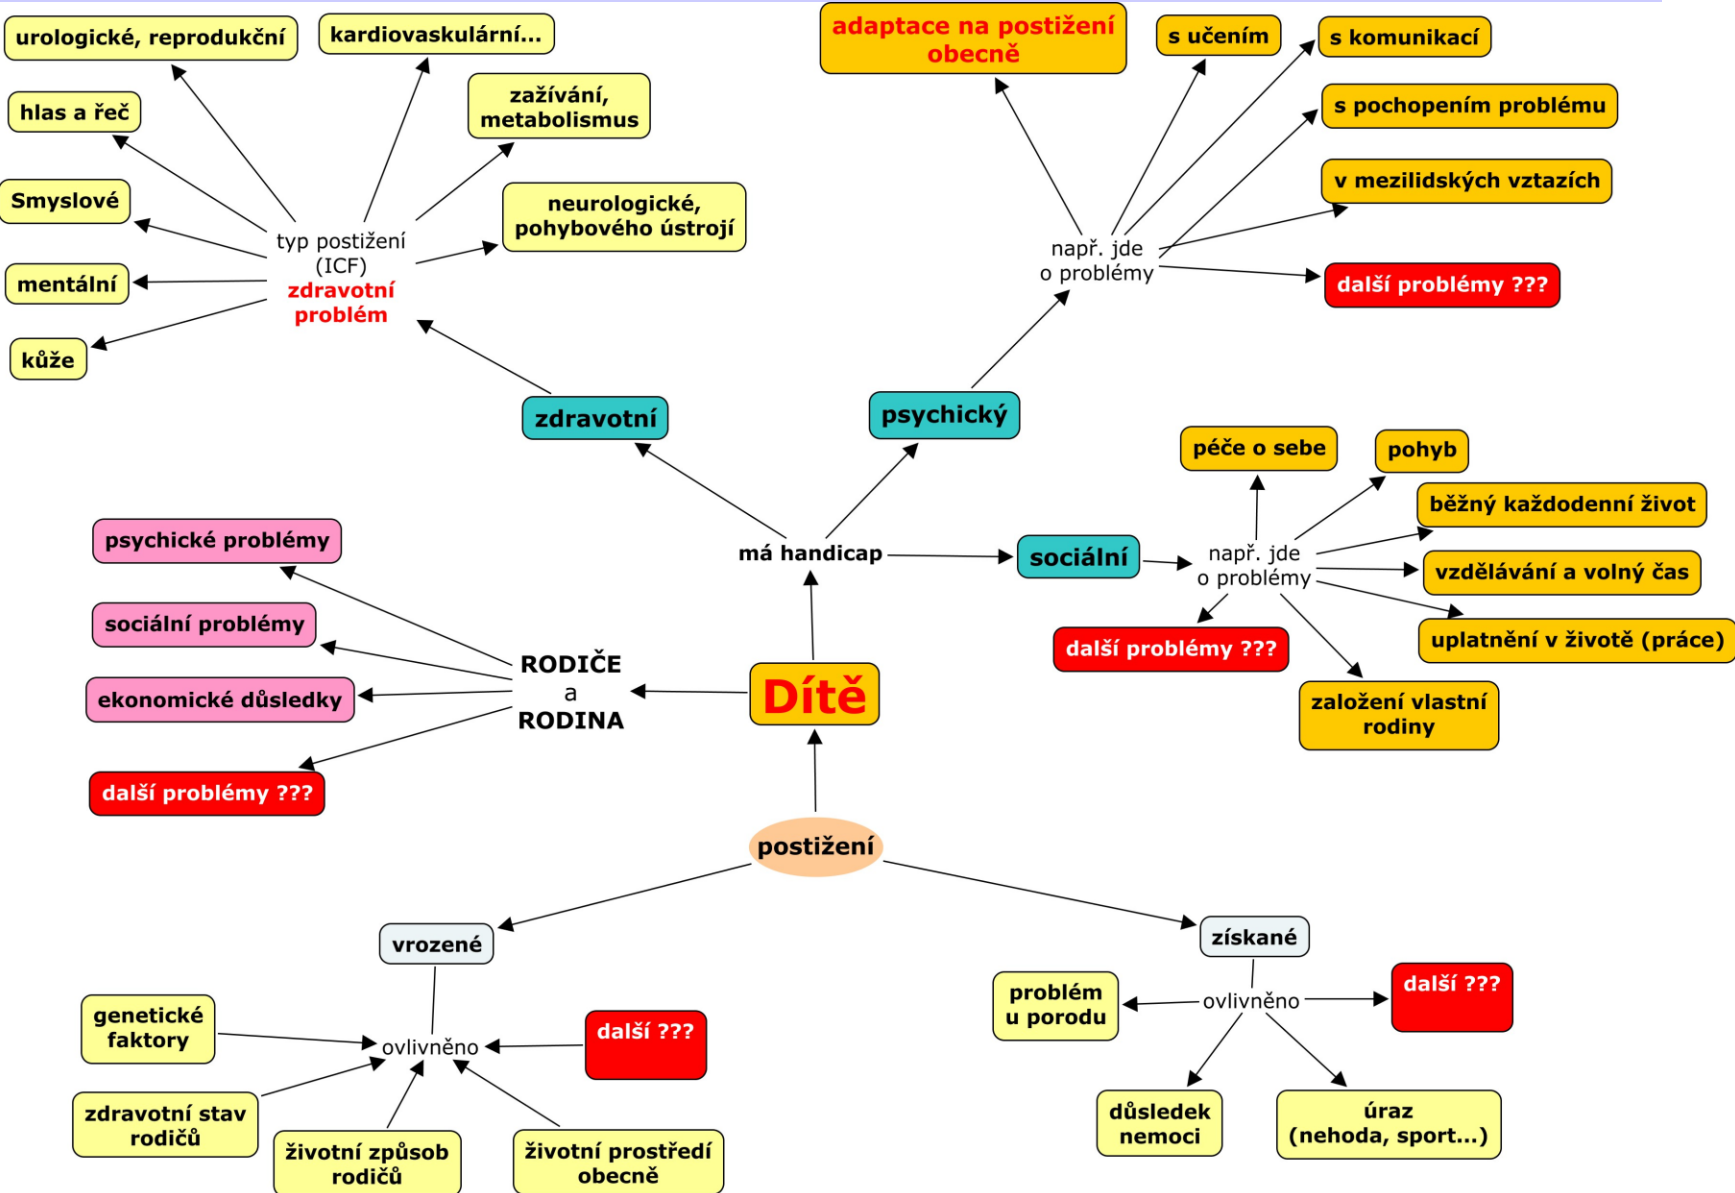 urologické, reprodukční
kardiovaskulární...
hlas a řeč
zažívání,
metabolismus
Smyslové
neurologické,
pohybového ústrojí
mentální
kůže
typ postižení
(ICF)
zdravotní
problém
zdravotní
adaptace na postižení
obecně
s učením
s komunikací
s pochopením problému
v mezilidských vztazích
další problémy ???
např. jde
o problémy
psychický
má handicap
sociální
např. jde
o problémy
péče o sebe
pohyb
běžný každodenní život
vzdělávání a volný čas
uplatnění v životě (práce)
založení vlastní
rodiny
další problémy ???
psychické problémy
sociální problémy
ekonomické důsledky
další problémy ???
RODIČE
a
RODINA
Dítě
postižení
vrozené
ovlivněno
genetické
faktory
zdravotní stav
rodičů
životní způsob
rodičů
životní prostředí
obecně
další ???
získané
ovlivněno
problém
u porodu
důsledek
nemoci
úraz
(nehoda, sport...)
další ???